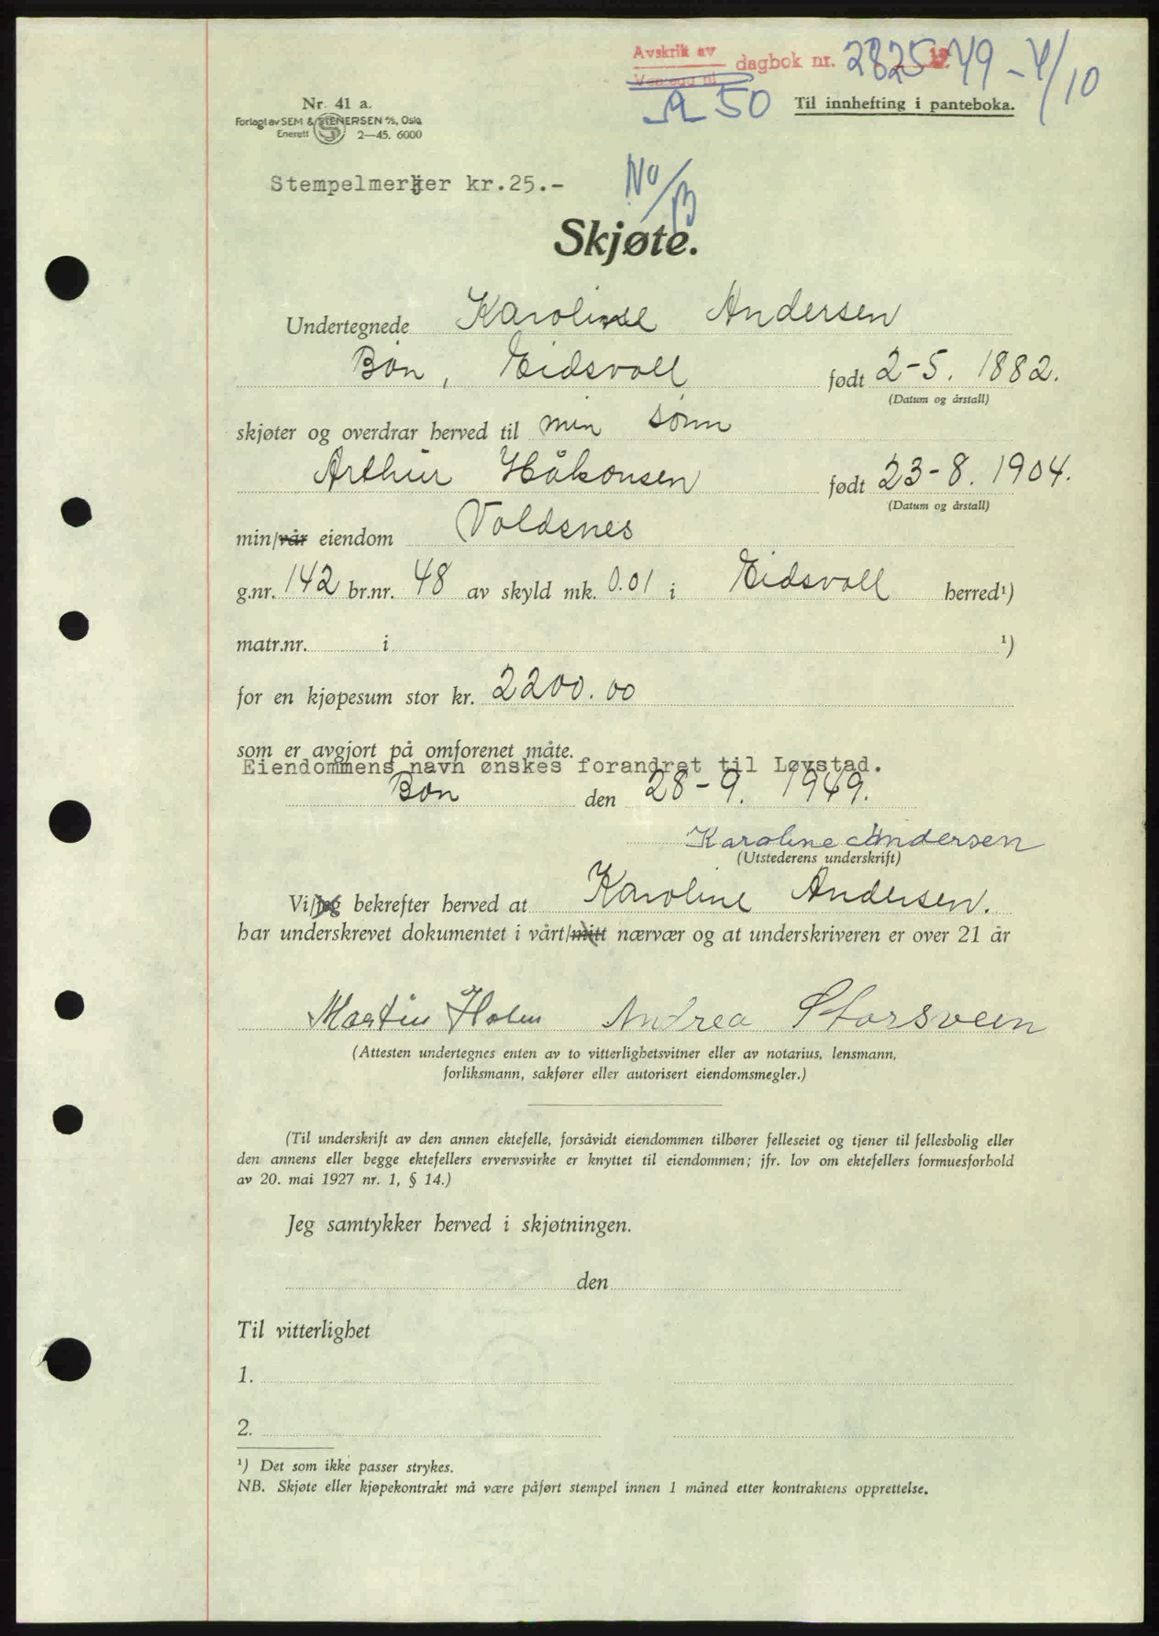 Avskrift av dagbok nr. 2825 1949 - 4/10
A 50 Til innhefting i panteboka.
Nr. 41 a.
Forlagt av SEM & STENERSEN A/S, Oslo
Enerett S 2—45. 6000
Stempelmerker kr.25.-
No/B
Skjøte.
Undertegnede Karoline Andersen
Bøn, Eidsvoll født 2-5. 1882.
(Datum og årstall)
skjøter og overdrar herved til min sønn
Arthur Håkonsen født 23-8. 1904.
(Datum og årstall)
min/vår eiendom Voldsnes
g.nr. 142 br.nr. 48 av skyld mk. 0.01 i Eidsvoll herred¹)
matr.nr. i ¹)
for en kjøpesum stor kr. 2200.00
som er avgjort på omforenet måte.
Eiendommens navn ønskes forandret til Løvstad.
Bøn den 28-9. 1949.
Karoline Andersen
(Utstederens underskrift)
Vi/jeg bekrefter herved at Karoline Andersen.
har underskrevet dokumentet i vårt/mitt nærvær og at underskriveren er over 21 år
Martin Holm Andrea Storsveen
(Attesten undertegnes enten av to vitterlighetsvitner eller av notarius, lensmann,
forliksmann, sakfører eller autorisert eiendomsmegler.)
(Til underskrift av den annen ektefelle, forsåvidt eiendommen tilhører felleseiet og tjener til fellesbolig eller
den annens eller begge ektefellers ervervsvirke er knyttet til eiendommen; jfr. lov om ektefellers formuesforhold
av 20. mai 1927 nr. 1, § 14.)
Jeg samtykker herved i skjøtningen.
den
Til vitterlighet
1.
2.
¹) Det som ikke passer strykes.
NB. Skjøte eller kjøpekontrakt må være påført stempel innen 1 måned etter kontraktens opprettelse.